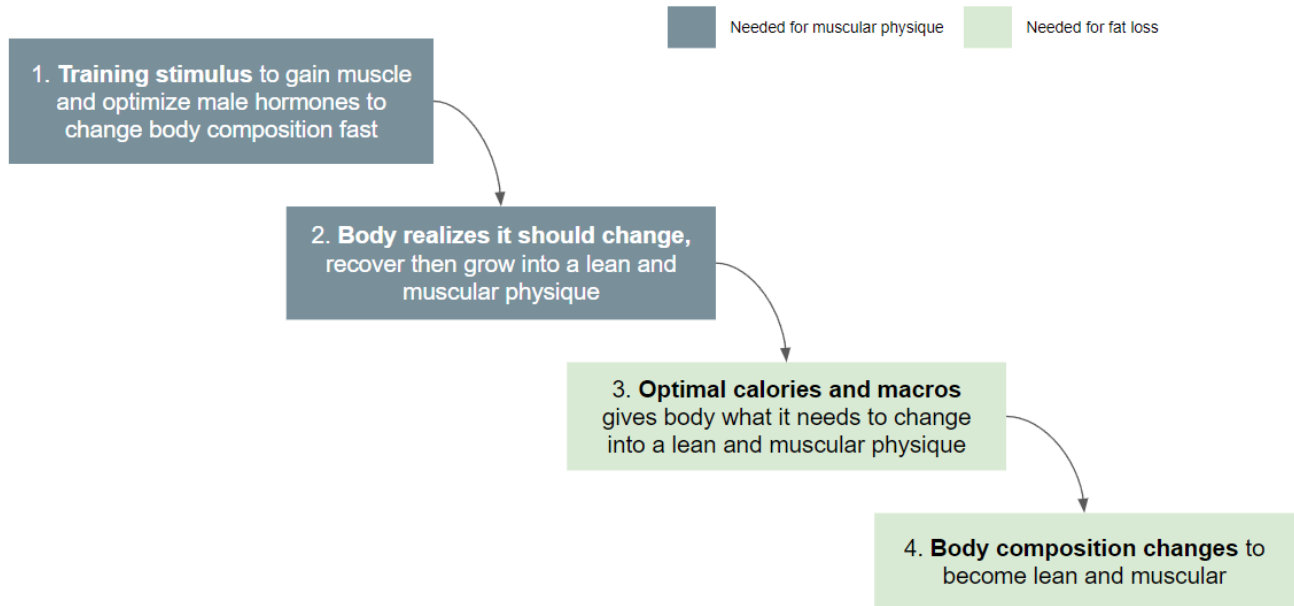 Needed for muscular physique
Needed for fat loss
1. Training stimulus to gain muscle
and optimize male hormones to
change body composition fast
2. Body realizes it should change,
recover then grow into a lean and
muscular physique
3. Optimal calories and macros
gives body what it needs to change
into a lean and muscular physique
4. Body composition changes to
become lean and muscular